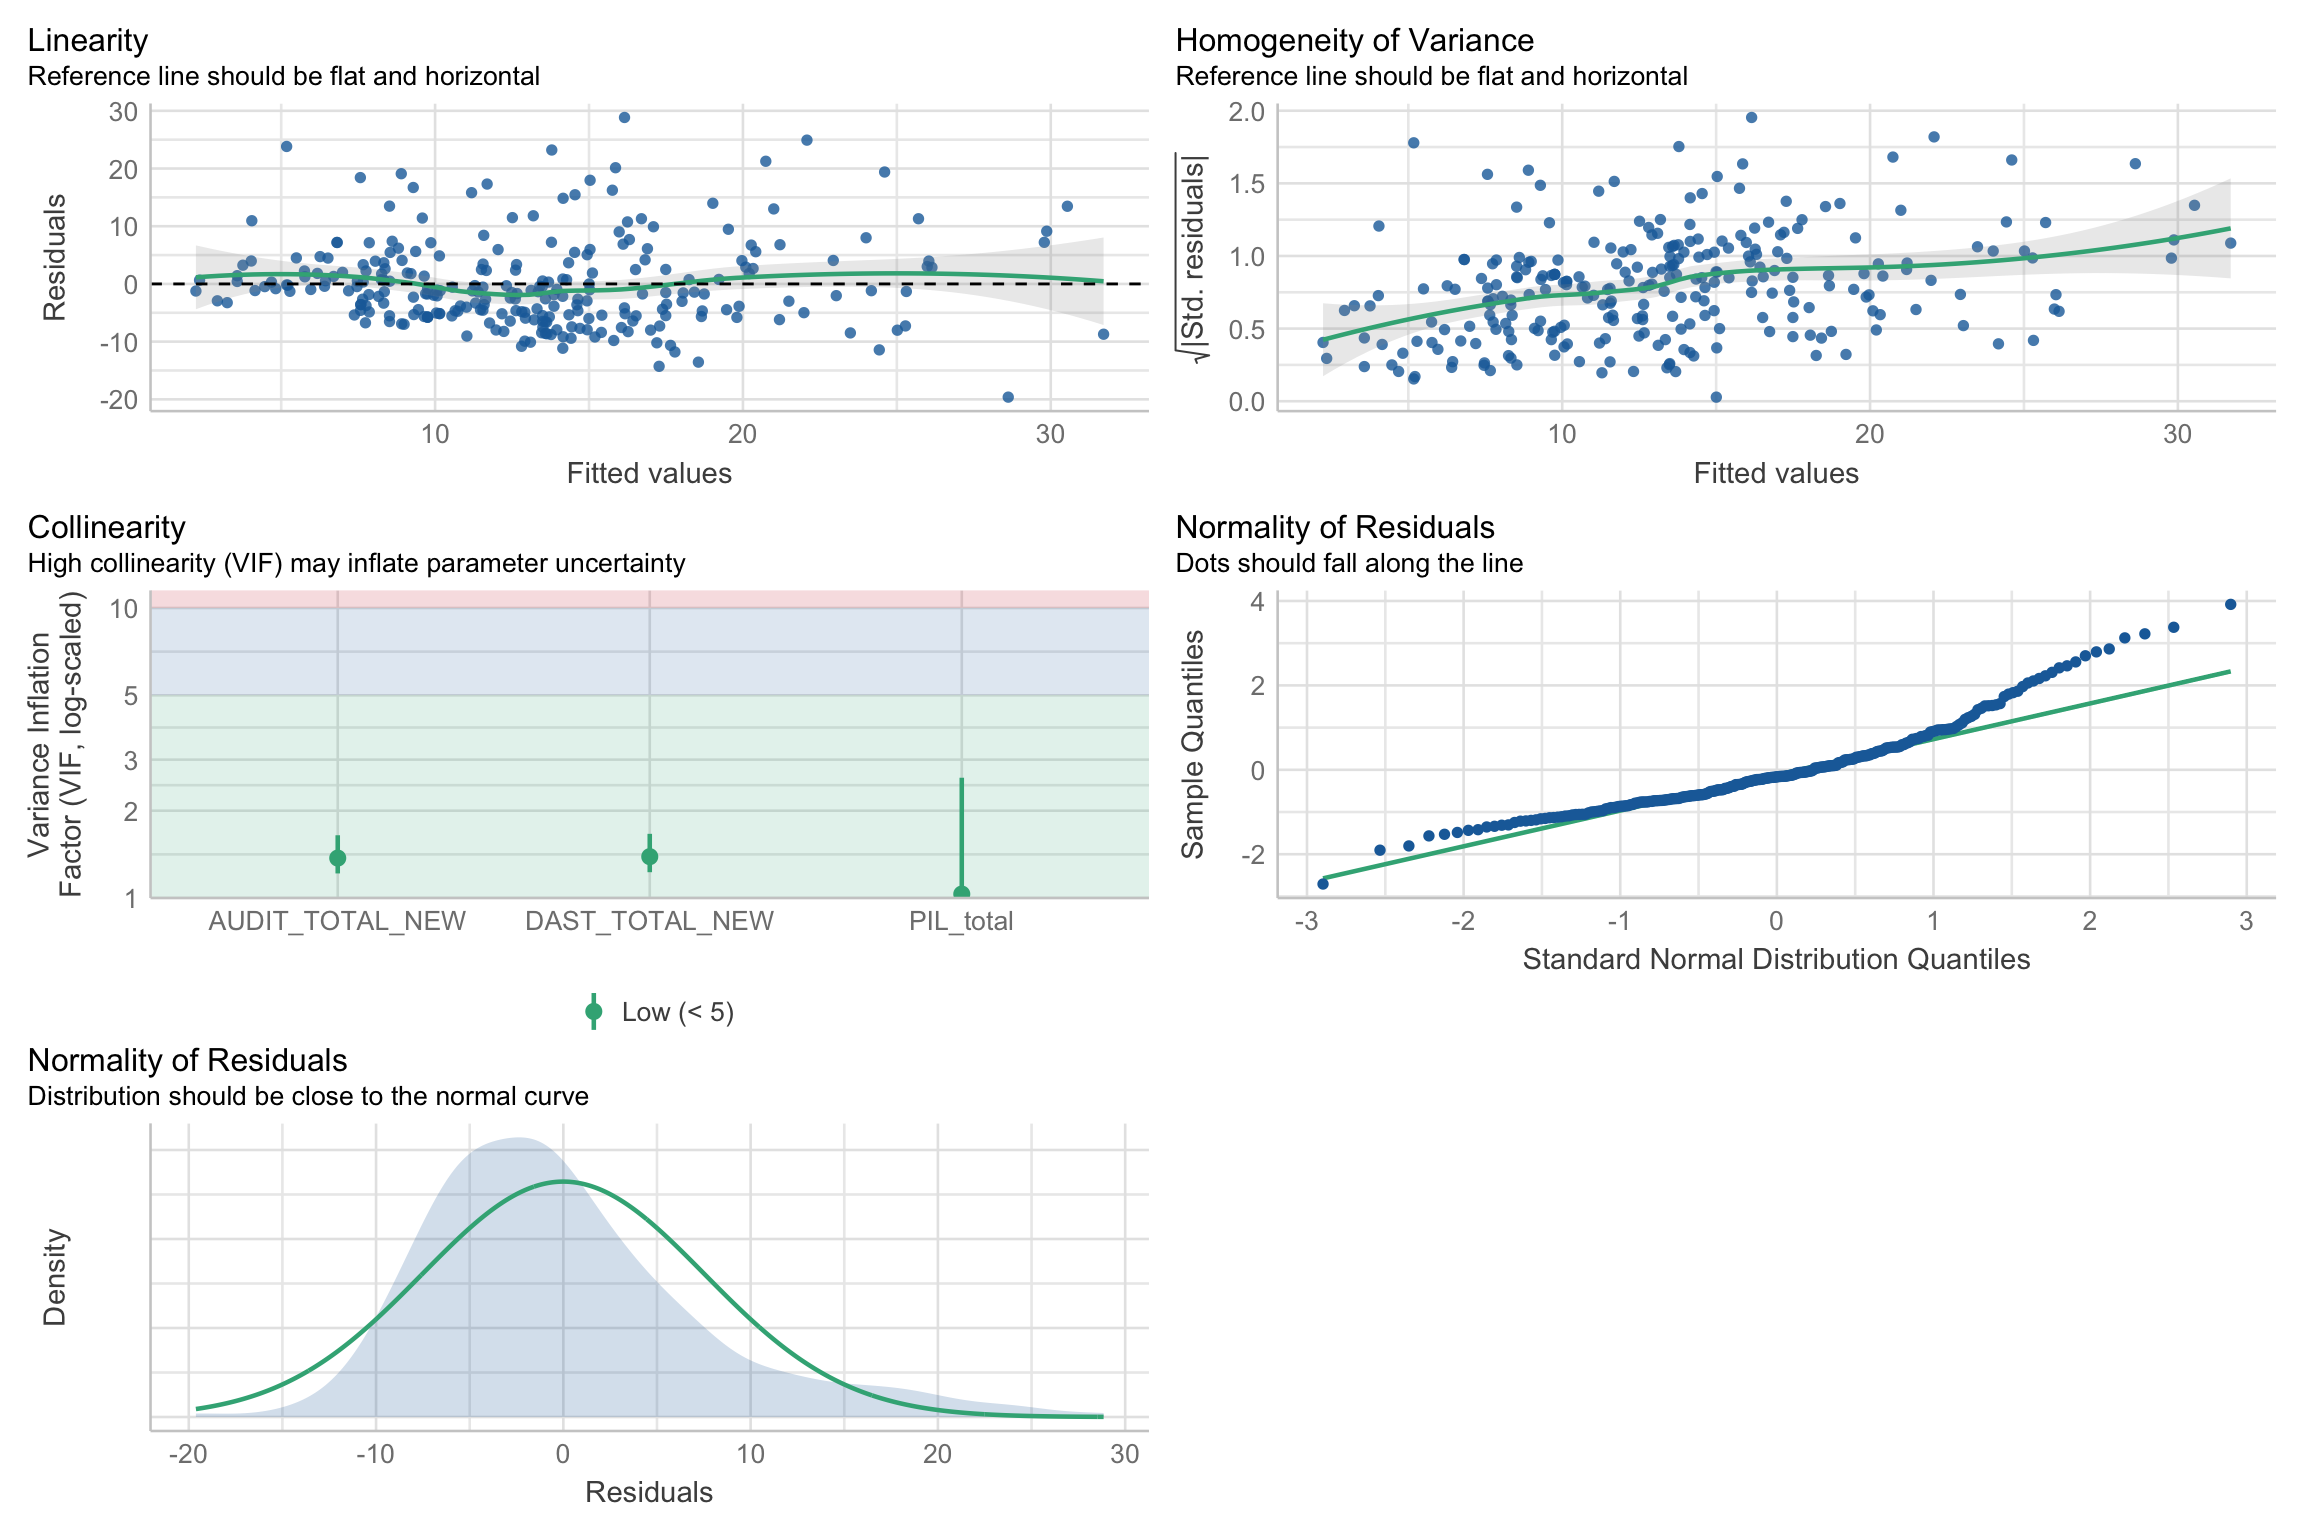 Linearity
Reference line should be flat and horizontal
30
20
10
0
-10
-20
Residuals
10
20
30
Fitted values
Homogeneity of Variance
Reference line should be flat and horizontal
2.0
1.5
1.0
0.5
0.0
√|Std. residuals|
10
20
30
Fitted values
Collinearity
High collinearity (VIF) may inflate parameter uncertainty
10
5
3
2
1
Variance Inflation
Factor (VIF, log-scaled)
AUDIT_TOTAL_NEW
DAST_TOTAL_NEW
PIL_total
Low (< 5)
Normality of Residuals
Dots should fall along the line
4
2
0
-2
Sample Quantiles
-3
-2
-1
0
1
2
3
Standard Normal Distribution Quantiles
Normality of Residuals
Distribution should be close to the normal curve
Density
-20
-10
0
10
20
30
Residuals